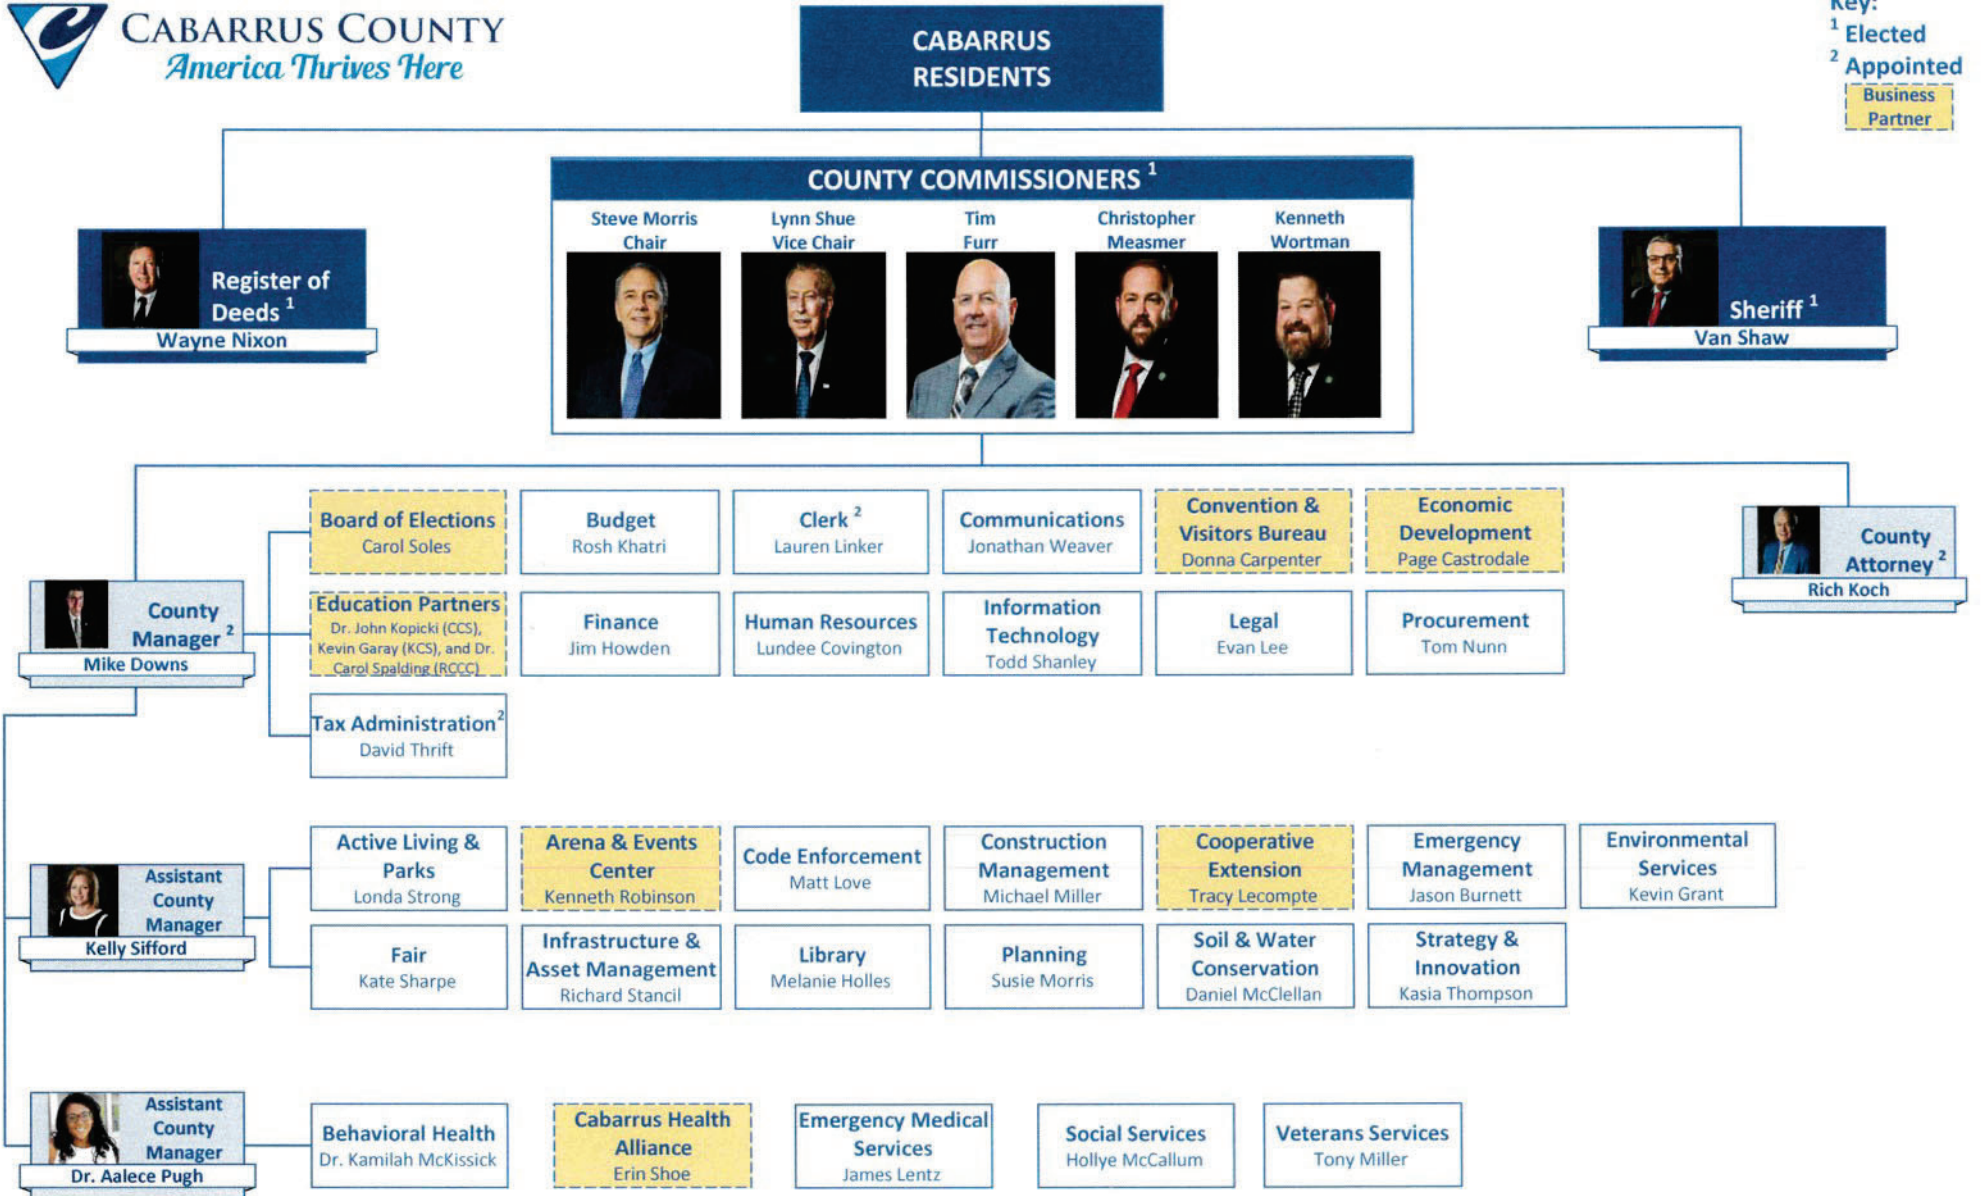 CABARRUS COUNTY
America Thrives Here
CABARRUS
RESIDENTS
Key:
1 Elected
2 Appointed
Business
Partner
COUNTY COMMISSIONERS 1
Steve Morris
Chair
Lynn Shue
Vice Chair
Tim
Furr
Christopher
Measmer
Kenneth
Wortman
Register of
Deeds 1
Wayne Nixon
Sheriff 1
Van Shaw
County
Manager 2
Mike Downs
County
Attorney 2
Rich Koch
Board of Elections
Carol Soles
Budget
Rosh Khatri
Clerk 2
Lauren Linker
Communications
Jonathan Weaver
Convention &
Visitors Bureau
Donna Carpenter
Economic
Development
Page Castrodale
Education Partners
Dr. John Kopicki (CCS),
Kevin Garay (KCS), and Dr.
Carol Spalding (RCCC)
Finance
Jim Howden
Human Resources
Lundee Covington
Information
Technology
Todd Shanley
Legal
Evan Lee
Procurement
Tom Nunn
Tax Administration 2
David Thrift
Assistant
County
Manager
Kelly Sifford
Active Living &
Parks
Londa Strong
Arena & Events
Center
Kenneth Robinson
Code Enforcement
Matt Love
Construction
Management
Michael Miller
Cooperative
Extension
Tracy Lecompte
Emergency
Management
Jason Burnett
Environmental
Services
Kevin Grant
Fair
Kate Sharpe
Infrastructure &
Asset Management
Richard Stancil
Library
Melanie Holles
Planning
Susie Morris
Soil & Water
Conservation
Daniel McClellan
Strategy &
Innovation
Kasia Thompson
Assistant
County
Manager
Dr. Aalece Pugh
Behavioral Health
Dr. Kamilah McKissick
Cabarrus Health
Alliance
Erin Shoe
Emergency Medical
Services
James Lentz
Social Services
Hollye McCallum
Veterans Services
Tony Miller